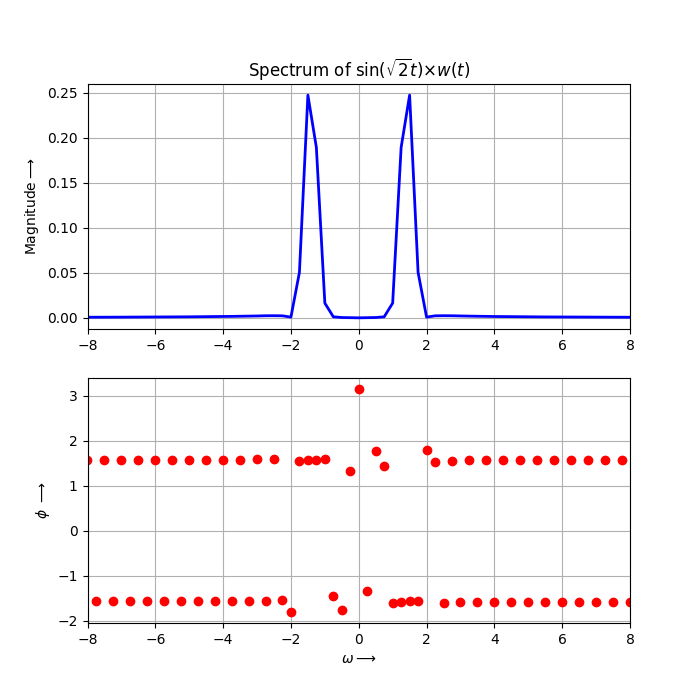 Spectrum of sin(√2t)×w(t)
0.25
0.20
0.15
0.10
0.05
0.00
Magnitude ⟶
−8 −6 −4 −2 0 2 4 6 8
3
2
1
0
−1
−2
ϕ ⟶
−8 −6 −4 −2 0 2 4 6 8
ω ⟶